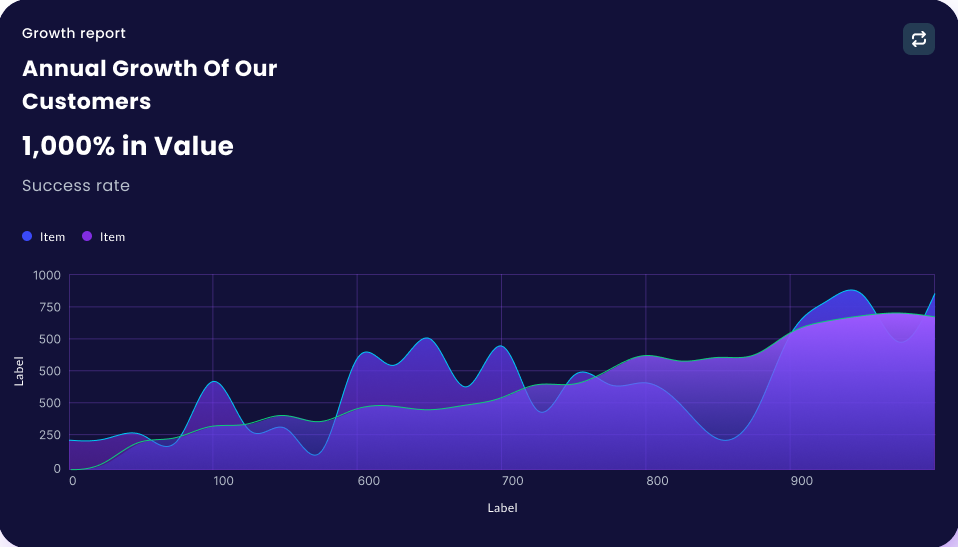 Growth report
Annual Growth Of Our
Customers
1,000% in Value
Success rate
Item
Item
1000
750
500
500
500
250
0
Label
0
100
600
700
800
900
Label